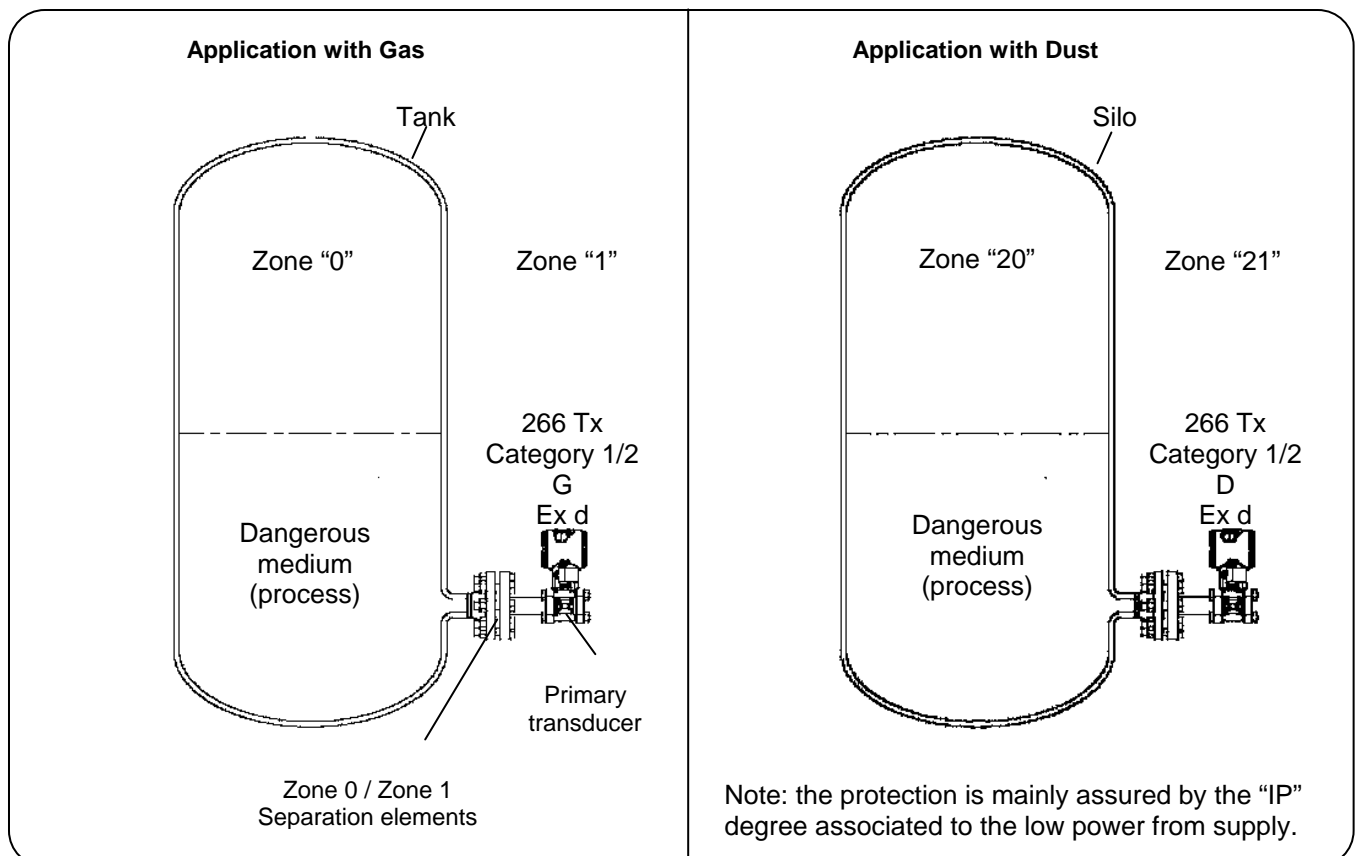 Application with Gas
Tank
Zone “0”
Zone “1”
266 Tx
Category 1/2
G
Ex d
Dangerous
medium
(process)
Primary
transducer
Zone 0 / Zone 1
Separation elements
Application with Dust
Silo
Zone “20”
Zone “21”
266 Tx
Category 1/2
D
Ex d
Dangerous
medium
(process)
Note: the protection is mainly assured by the “IP”
degree associated to the low power from supply.